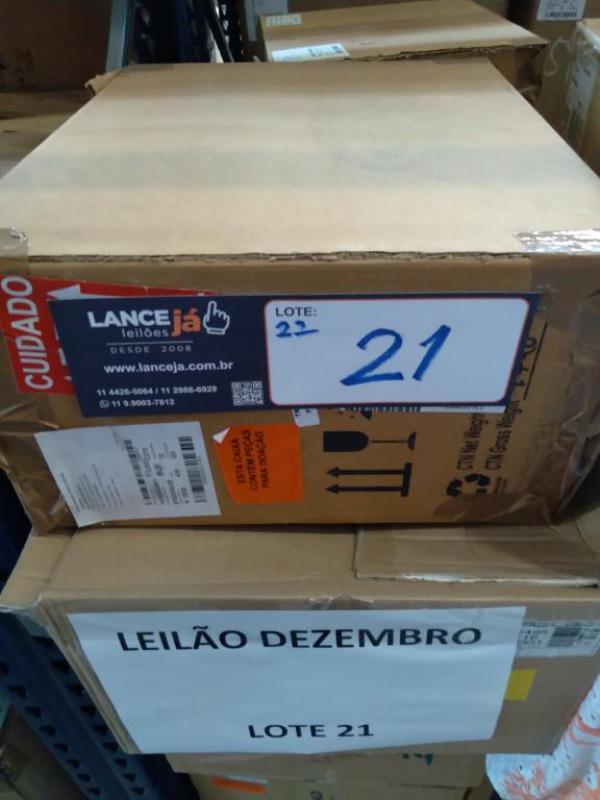 CUIDADO
LANCE já
leilões
DESDE 2008
www.lanceja.com.br
11 4426-5064 / 11 2988-6929
11 9.9003-7812
LOTE:
22
21
ESTA CAIXA
CONTÉM PEÇAS
PARA DOAÇÃO
CTN Net Weight
CTN Gross Weight
LEILÃO DEZEMBRO
LOTE 21